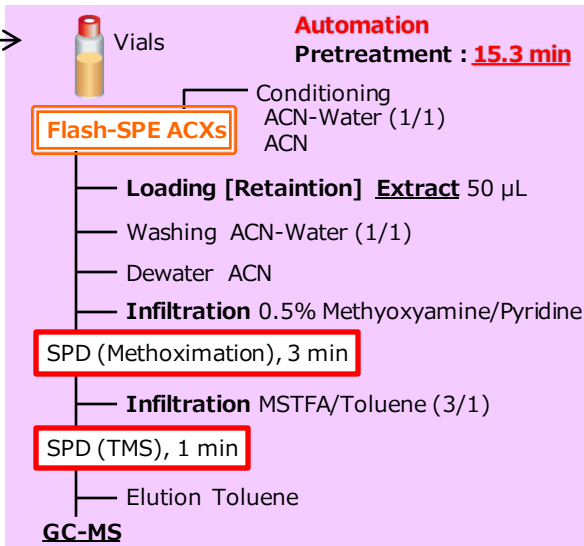 Vials
Automation
Pretreatment : 15.3 min
Conditioning
ACN-Water (1/1)
ACN
Flash-SPE ACXs
Loading [Retaintion] Extract 50 µL
Washing ACN-Water (1/1)
Dewater ACN
Infiltration 0.5% Methyoxyamine/Pyridine
SPD (Methoximation), 3 min
Infiltration MSTFA/Toluene (3/1)
SPD (TMS), 1 min
Elution Toluene
GC-MS